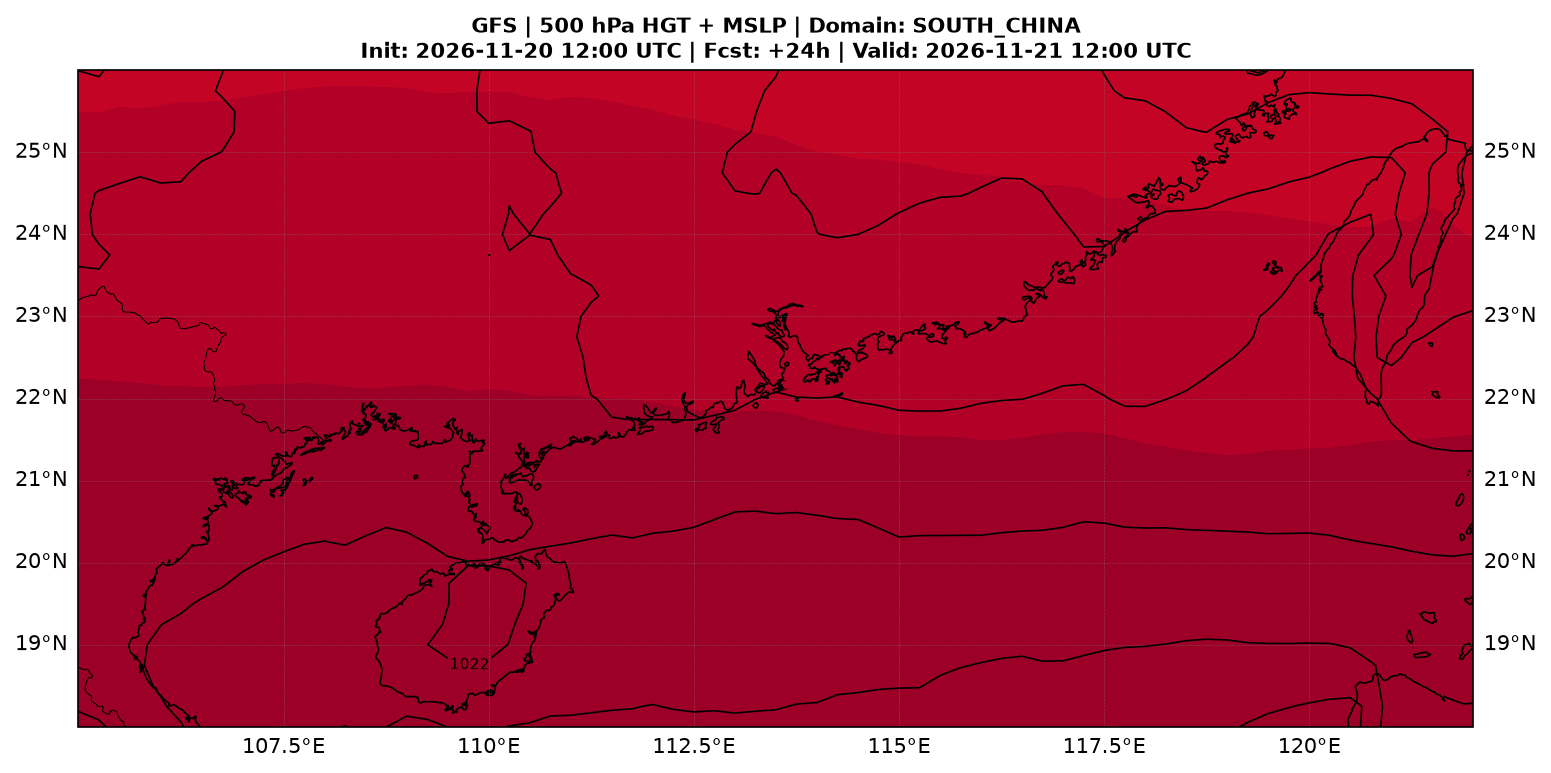 GFS | 500 hPa HGT + MSLP | Domain: SOUTH_CHINA
Init: 2026-11-20 12:00 UTC | Fcst: +24h | Valid: 2026-11-21 12:00 UTC
25°N 25°N
24°N 24°N
23°N 23°N
22°N 22°N
21°N 21°N
20°N 20°N
19°N 19°N
1022
107.5°E 110°E 112.5°E 115°E 117.5°E 120°E